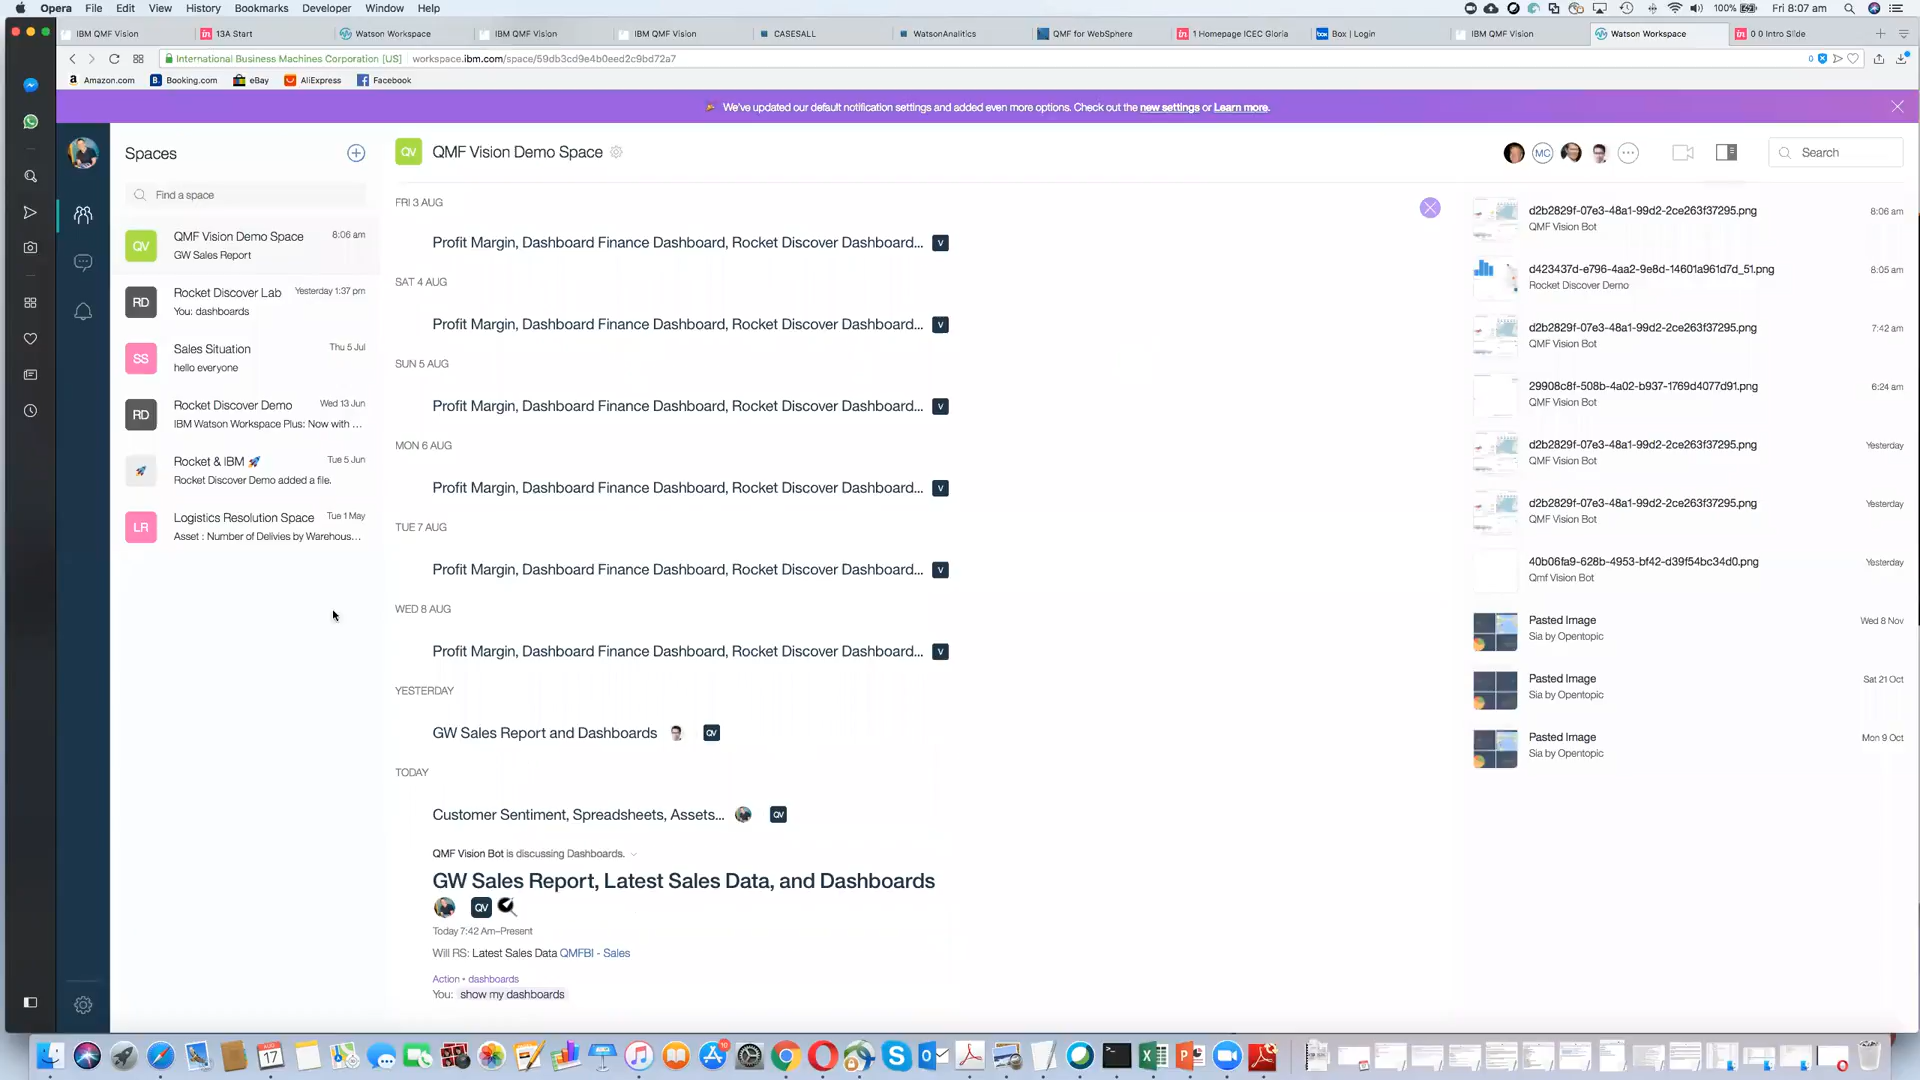 Opera File Edit View History Bookmarks Developer Window Help
100% Fri 8:07 am
IBM QMF Vision
13A Start
Watson Workspace
IBM QMF Vision
IBM QMF Vision
CASESALL
WatsonAnalitics
QMF for WebSphere
1 Homepage ICEC Gloria
Box | Login
IBM QMF Vision
Watson Workspace
0 0 Intro Slide
International Business Machines Corporation [US] workspace.ibm.com/space/59db3cd9e4b0eed2c9bd72a7
0
Amazon.com Booking.com eBay AliExpress Facebook
We've updated our default notification settings and added even more options. Check out the new settings or Learn more.
Spaces
Find a space
QV
QMF Vision Demo Space 8:06 am
GW Sales Report
RD
Rocket Discover Lab Yesterday 1:37 pm
You: dashboards
SS
Sales Situation Thu 5 Jul
hello everyone
RD
Rocket Discover Demo Wed 13 Jun
IBM Watson Workspace Plus: Now with ...
Rocket & IBM 🚀 Tue 5 Jun
Rocket Discover Demo added a file.
LR
Logistics Resolution Space Tue 1 May
Asset : Number of Delivies by Warehous...
QV QMF Vision Demo Space
MC
Search
FRI 3 AUG
Profit Margin, Dashboard Finance Dashboard, Rocket Discover Dashboard... V
SAT 4 AUG
Profit Margin, Dashboard Finance Dashboard, Rocket Discover Dashboard... V
SUN 5 AUG
Profit Margin, Dashboard Finance Dashboard, Rocket Discover Dashboard... V
MON 6 AUG
Profit Margin, Dashboard Finance Dashboard, Rocket Discover Dashboard... V
TUE 7 AUG
Profit Margin, Dashboard Finance Dashboard, Rocket Discover Dashboard... V
WED 8 AUG
Profit Margin, Dashboard Finance Dashboard, Rocket Discover Dashboard... V
YESTERDAY
GW Sales Report and Dashboards QV
TODAY
Customer Sentiment, Spreadsheets, Assets... QV
QMF Vision Bot is discussing Dashboards.
GW Sales Report, Latest Sales Data, and Dashboards
QV
Today 7:42 Am–Present
Will RS: Latest Sales Data QMFBI - Sales
Action • dashboards
You: show my dashboards
d2b2829f-07e3-48a1-99d2-2ce263f37295.png 8:06 am
QMF Vision Bot
d423437d-e796-4aa2-9e8d-14601a961d7d_51.png 8:05 am
Rocket Discover Demo
d2b2829f-07e3-48a1-99d2-2ce263f37295.png 7:42 am
QMF Vision Bot
29908c8f-508b-4a02-b937-1769d4077d91.png 6:24 am
QMF Vision Bot
d2b2829f-07e3-48a1-99d2-2ce263f37295.png Yesterday
QMF Vision Bot
d2b2829f-07e3-48a1-99d2-2ce263f37295.png Yesterday
QMF Vision Bot
40b06fa9-628b-4953-bf42-d39f54bc34d0.png Yesterday
Qmf Vision Bot
Pasted Image Wed 8 Nov
Sia by Opentopic
Pasted Image Sat 21 Oct
Sia by Opentopic
Pasted Image Mon 9 Oct
Sia by Opentopic
17